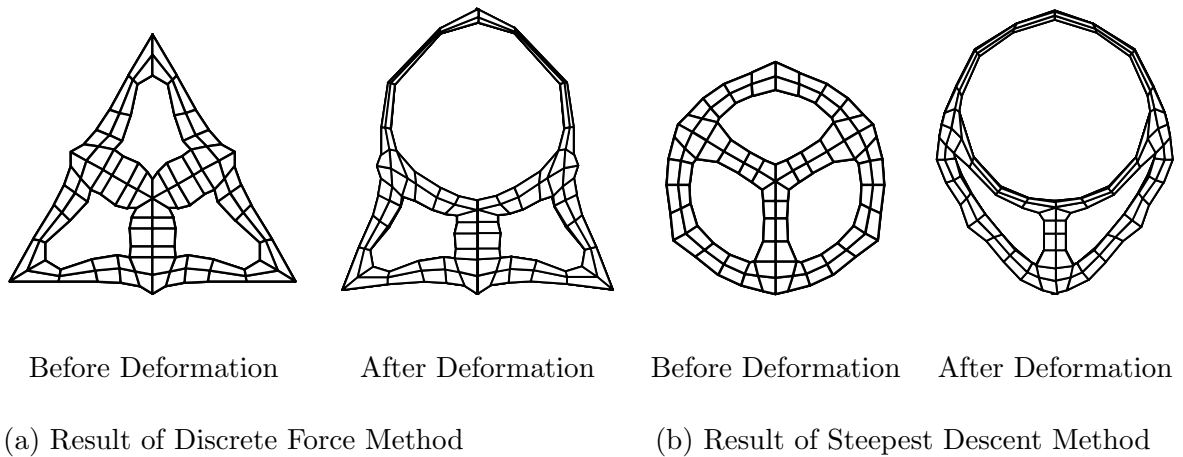 Before Deformation After Deformation Before Deformation After Deformation
(a) Result of Discrete Force Method (b) Result of Steepest Descent Method